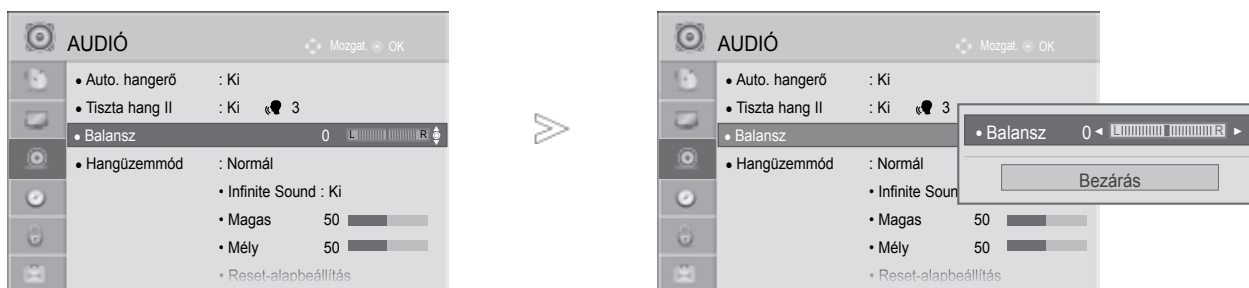 AUDIÓ
Mozgat. OK
• Auto. hangerő : Ki
• Tiszta hang II : Ki 3
• Balansz 0 L R
• Hangüzemmód : Normál
• Infinite Sound : Ki
• Magas 50
• Mély 50
• Reset-alapbeállítás
AUDIÓ
Mozgat. OK
• Auto. hangerő : Ki
• Tiszta hang II : Ki 3
• Balansz
• Hangüzemmód : Normál
• Infinite Soun
• Magas 50
• Mély 50
• Reset-alapbeállítás
• Balansz 0 ◄ L R ►
Bezárás